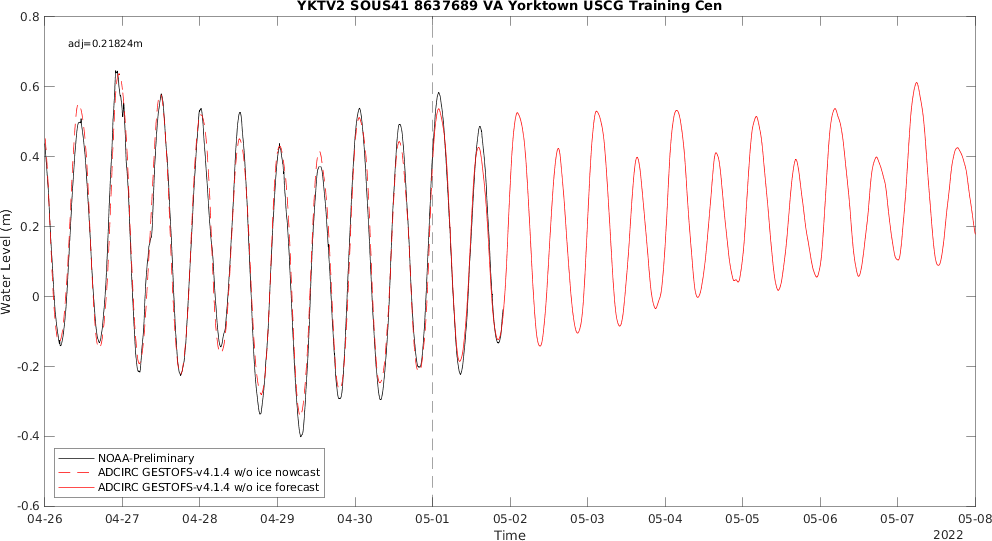 YKTV2 SOUS41 8637689 VA Yorktown USCG Training Cen
adj=0.21824m
0.8
0.6
0.4
0.2
0
-0.2
-0.4
-0.6
Water Level (m)
NOAA-Preliminary
ADCIRC GESTOFS-v4.1.4 w/o ice nowcast
ADCIRC GESTOFS-v4.1.4 w/o ice forecast
04-26 04-27 04-28 04-29 04-30 05-01 05-02 05-03 05-04 05-05 05-06 05-07 05-08
Time
2022